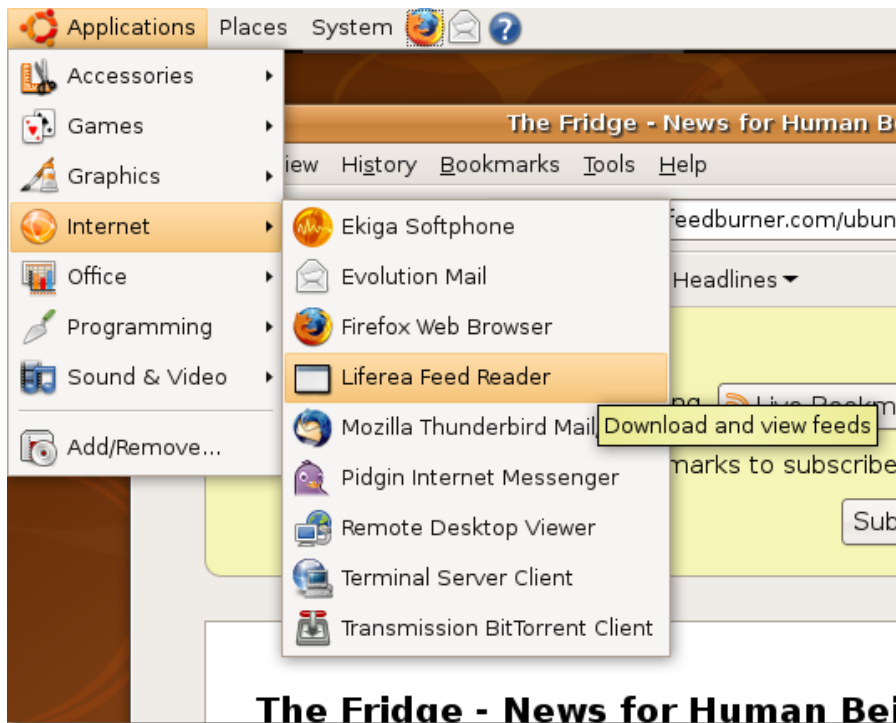 Applications Places System
Accessories
Games
Graphics
Internet
Office
Programming
Sound & Video
Add/Remove...
Ekiga Softphone
Evolution Mail
Firefox Web Browser
Liferea Feed Reader
Mozilla Thunderbird Mail
Pidgin Internet Messenger
Remote Desktop Viewer
Terminal Server Client
Transmission BitTorrent Client
Download and view feeds
The Fridge - News for Human B
iew History Bookmarks Tools Help
feedburner.com/ubun
Headlines
marks to subscribe
Sub
The Fridge - News for Human Bei